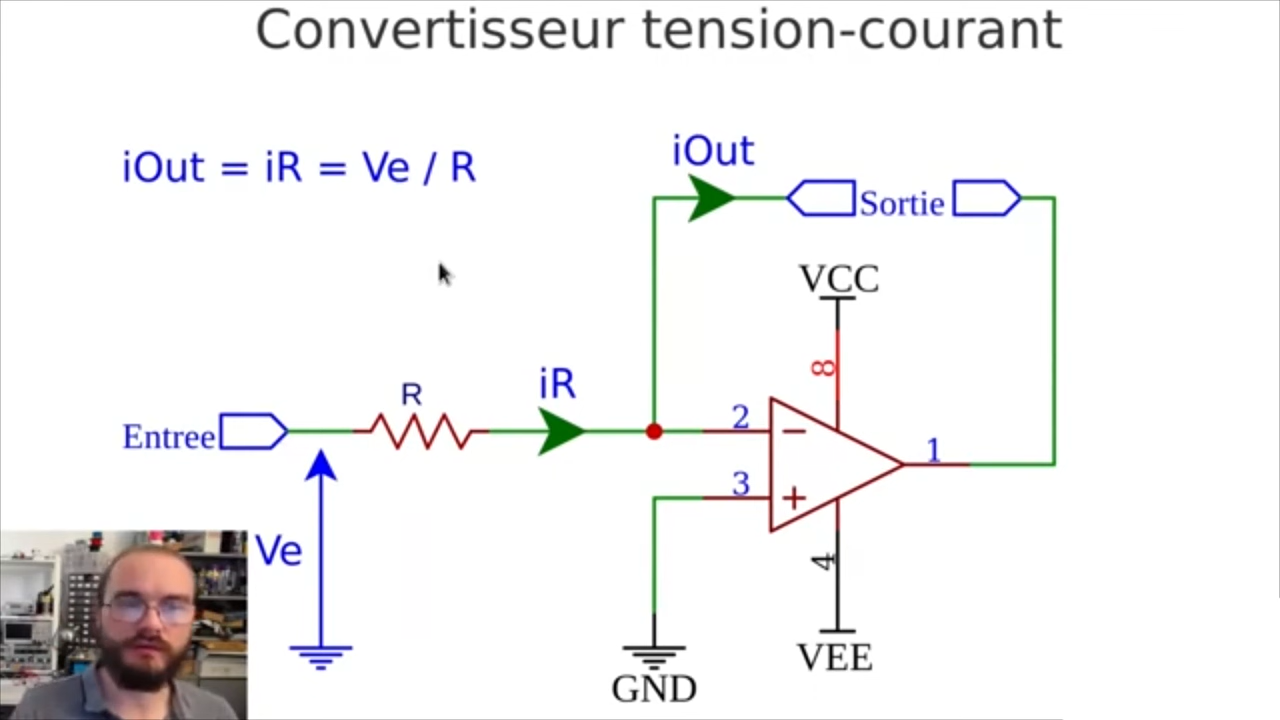 Convertisseur tension-courant
iOut = iR = Ve / R
iOut
Sortie
VCC
8
R
iR
Entree
2
3
1
−
+
4
Ve
VEE
GND